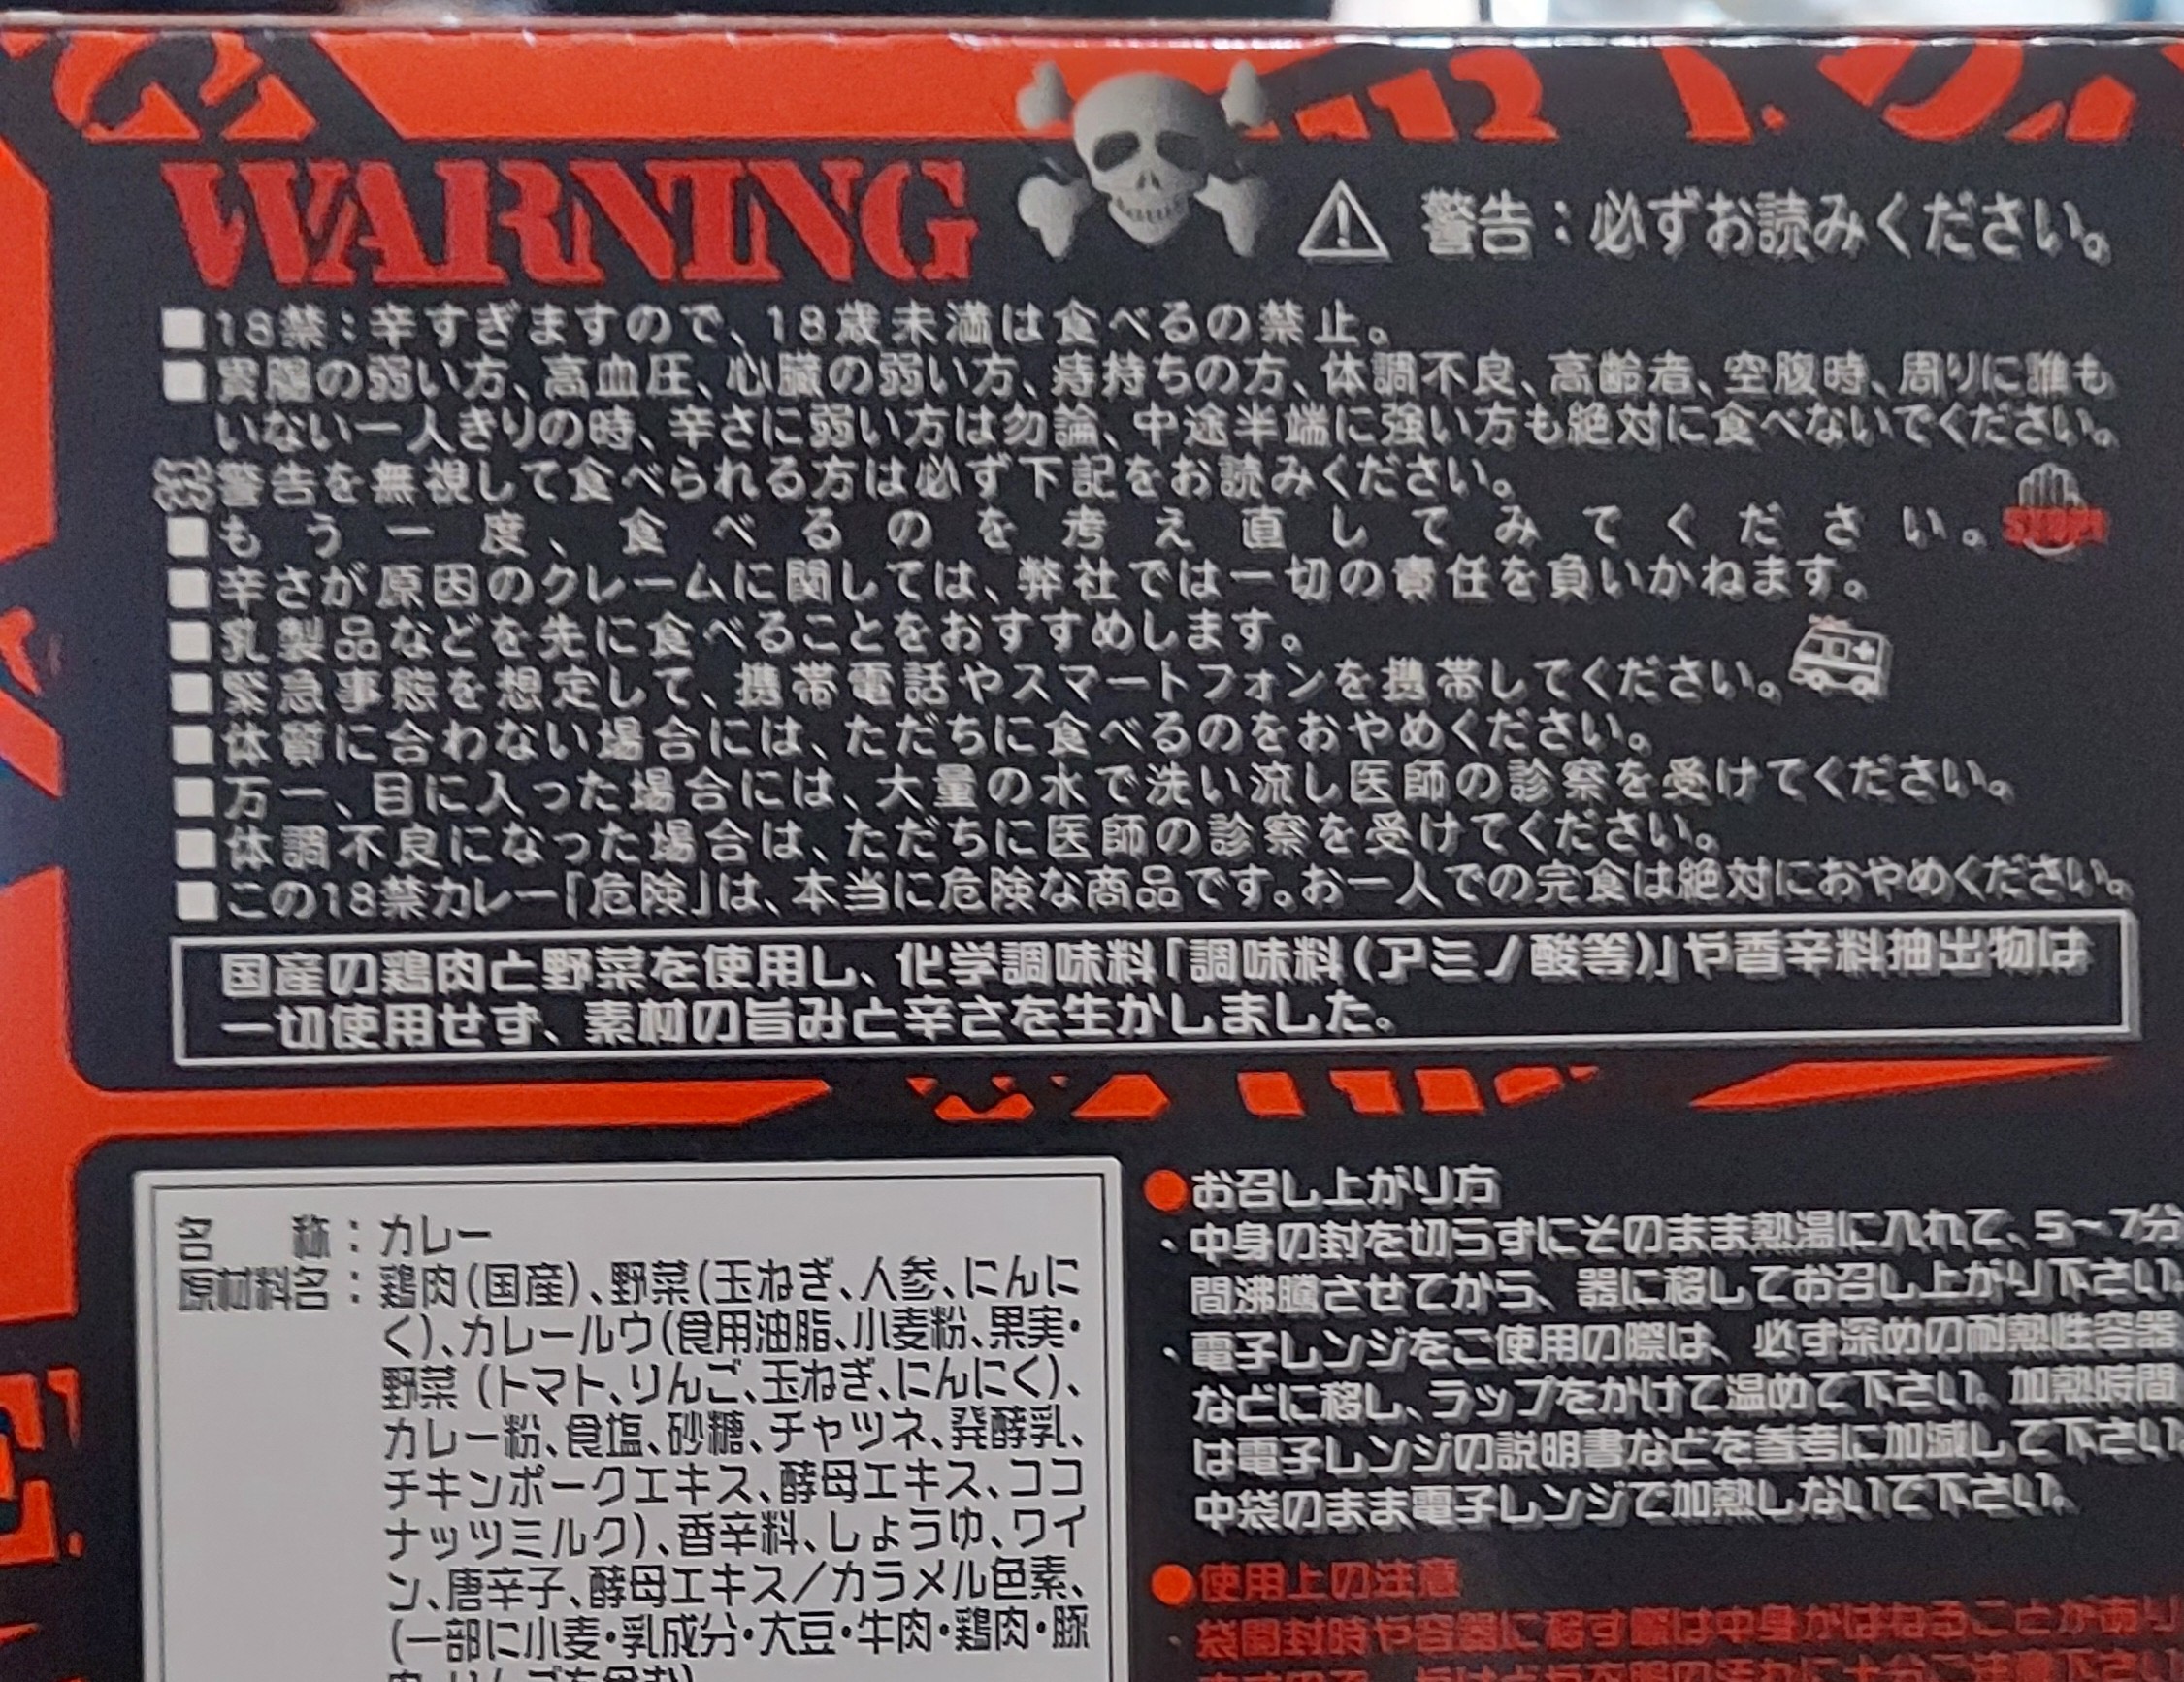 WARNING
⚠ 警告:必ずお読みください。
■18禁:辛すぎますので、18歳未満は食べるの禁止。
■胃腸の弱い方、高血圧、心臓の弱い方、痔持ちの方、体調不良、高齢者、空腹時、周りに誰も
いない一人きりの時、辛さに弱い方は勿論、中途半端に強い方も絶対に食べないでください。
警告を無視して食べられる方は必ず下記をお読みください。
■もう一度、食べるのを考え直してみてください。
STOP!
■辛さが原因のクレームに関しては、弊社では一切の責任を負いかねます。
■乳製品などを先に食べることをおすすめします。
■緊急事態を想定して、携帯電話やスマートフォンを携帯してください。
■体質に合わない場合には、ただちに食べるのをおやめください。
■万一、目に入った場合には、大量の水で洗い流し医師の診察を受けてください。
■体調不良になった場合は、ただちに医師の診察を受けてください。
■この18禁カレー「危険」は、本当に危険な商品です。お一人での完食は絶対におやめください。
国産の鶏肉と野菜を使用し、化学調味料「調味料(アミノ酸等)」や香辛料抽出物は
一切使用せず、素材の旨みと辛さを生かしました。
名 称:カレー
原材料名:鶏肉(国産)、野菜(玉ねぎ、人参、にんに
く)、カレールウ(食用油脂、小麦粉、果実・
野菜(トマト、りんご、玉ねぎ、にんにく)、
カレー粉、食塩、砂糖、チャツネ、発酵乳、
チキンポークエキス、酵母エキス、ココ
ナッツミルク)、香辛料、しょうゆ、ワイ
ン、唐辛子、酵母エキス/カラメル色素、
(一部に小麦・乳成分・大豆・牛肉・鶏肉・豚
肉・りんごを含む)
●お召し上がり方
・中身の封を切らずにそのまま熱湯に入れて、5~7分
間沸騰させてから、器に移してお召し上がり下さい。
・電子レンジをご使用の際は、必ず深めの耐熱性容器
などに移し、ラップをかけて温めて下さい。加熱時間
は電子レンジの説明書などを参考に加減して下さい。
中袋のまま電子レンジで加熱しないで下さい。
●使用上の注意
・袋開封時や容器に移す際は中身がはねることがあり